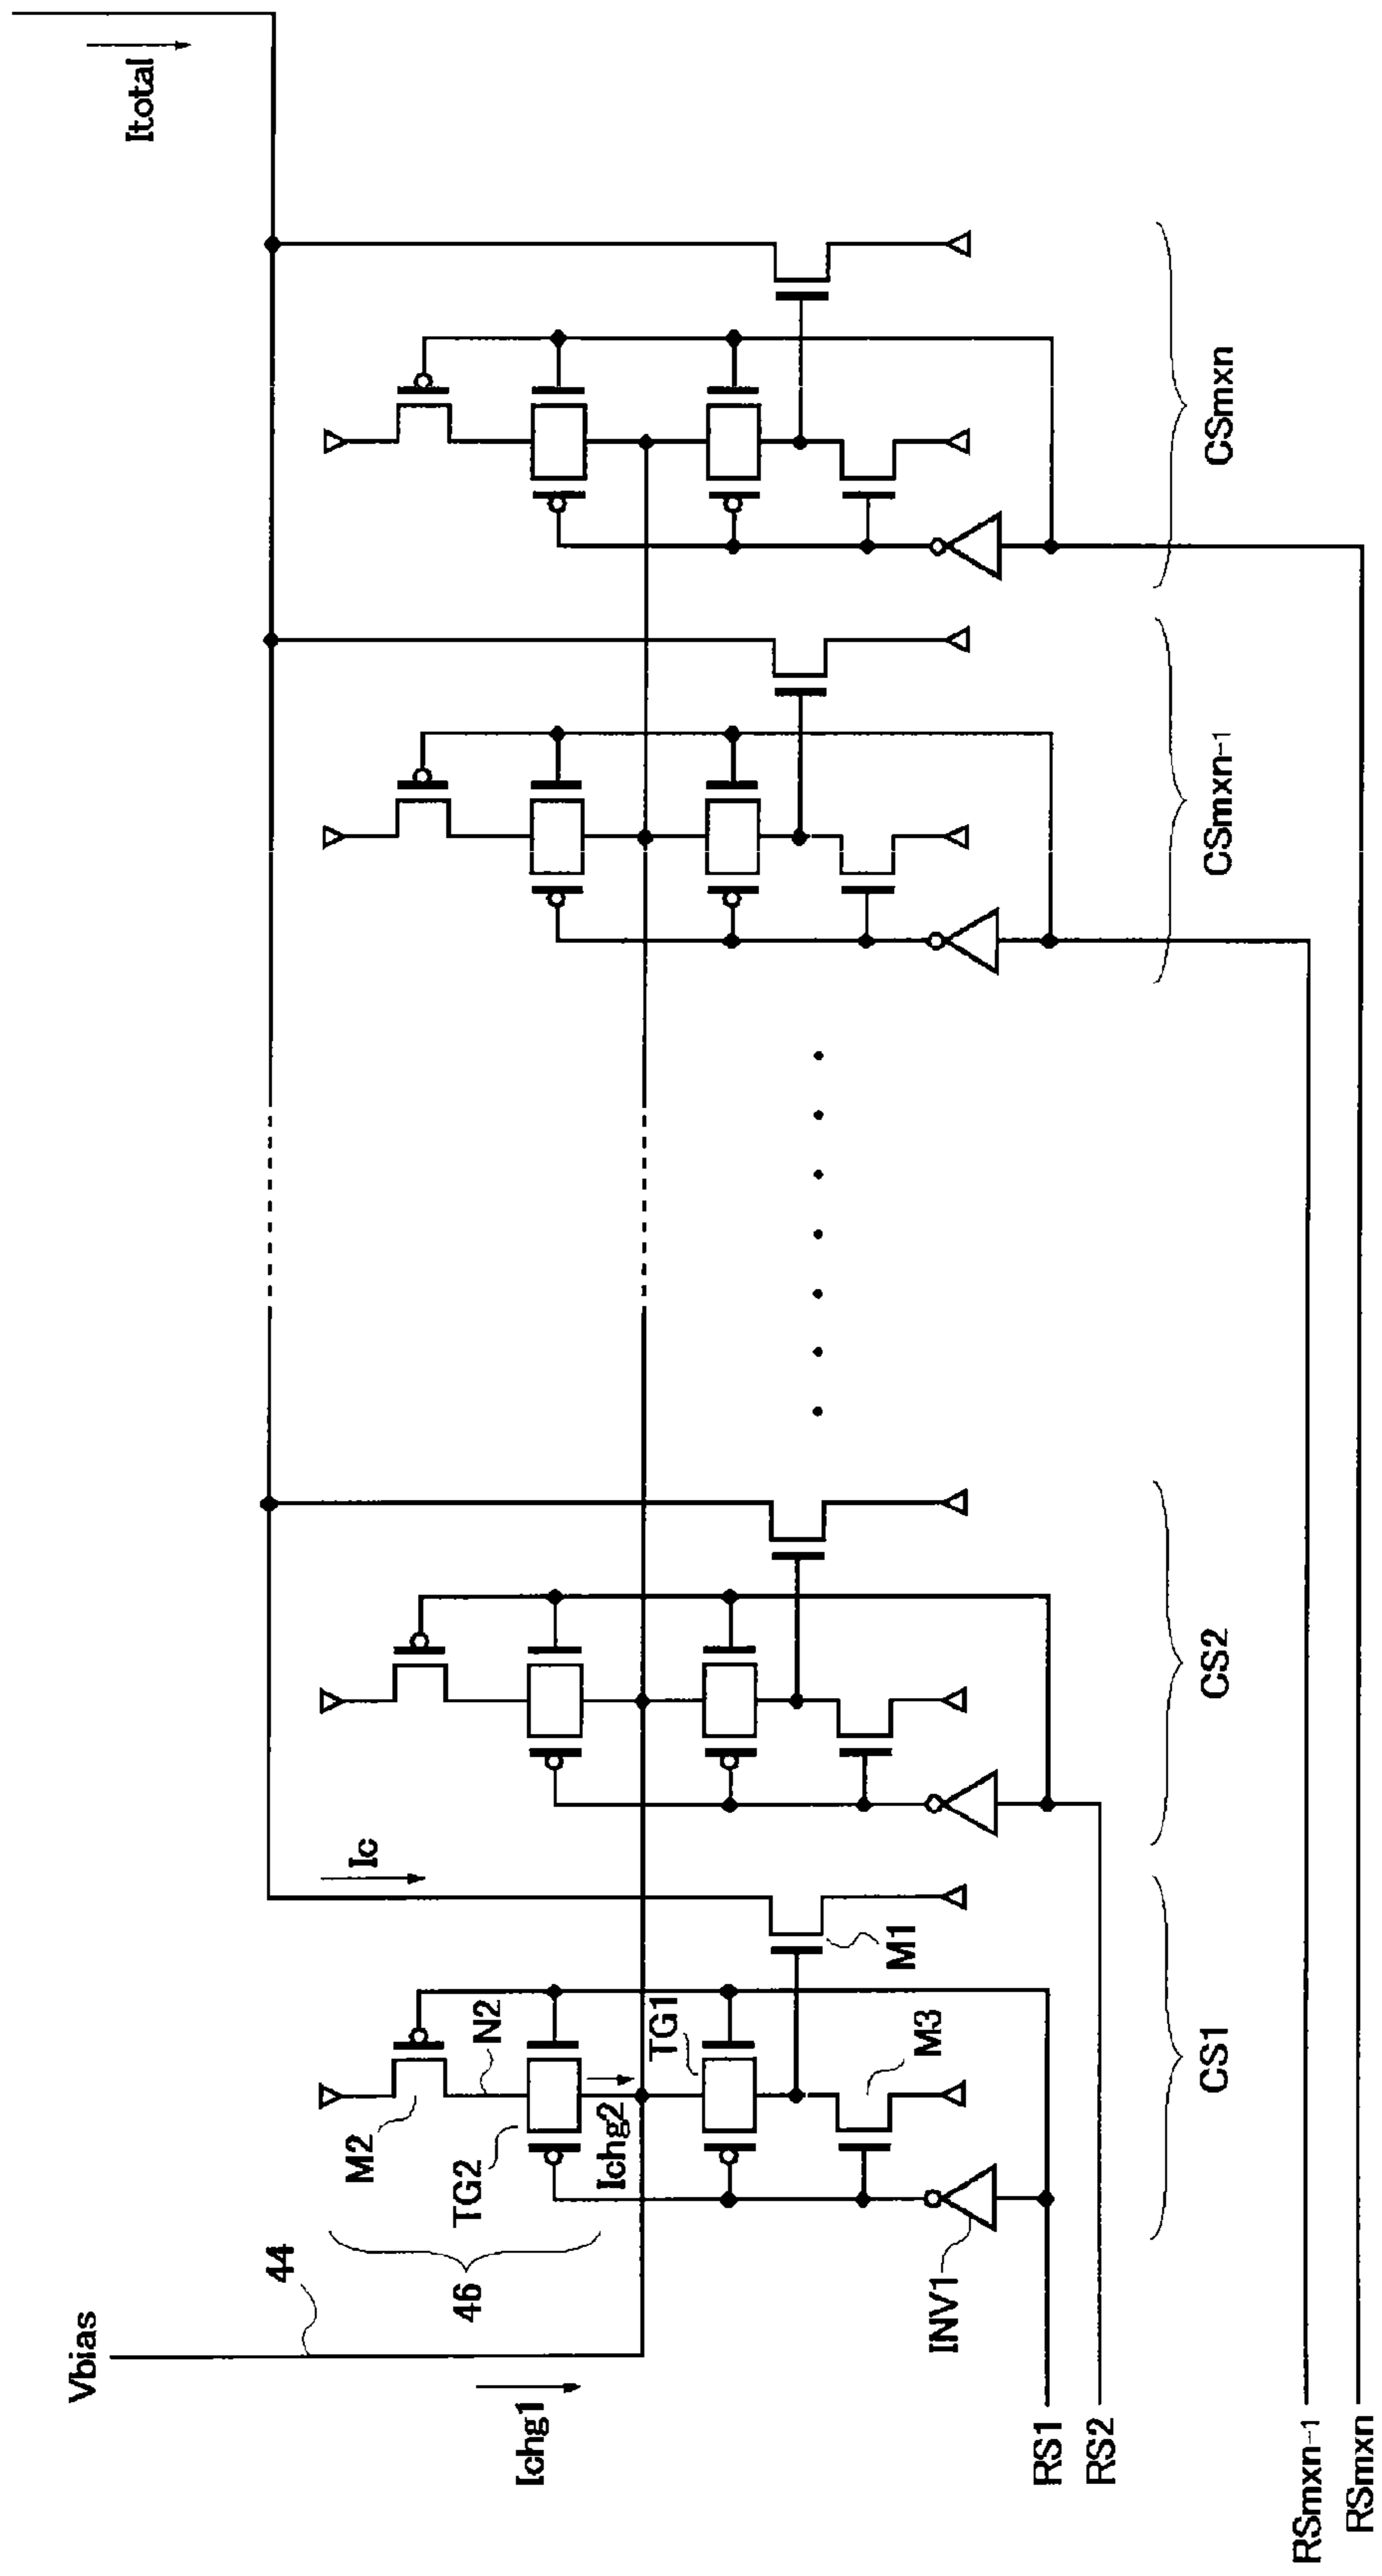 Vbias
44
46
Ichg1
M2
TG2
N2
Ichg2
TG1
M3
M1
INV1
Ic
Itotal
RS1
RS2
RSmxn-1
RSmxn
CS1
CS2
CSmxn-1
CSmxn